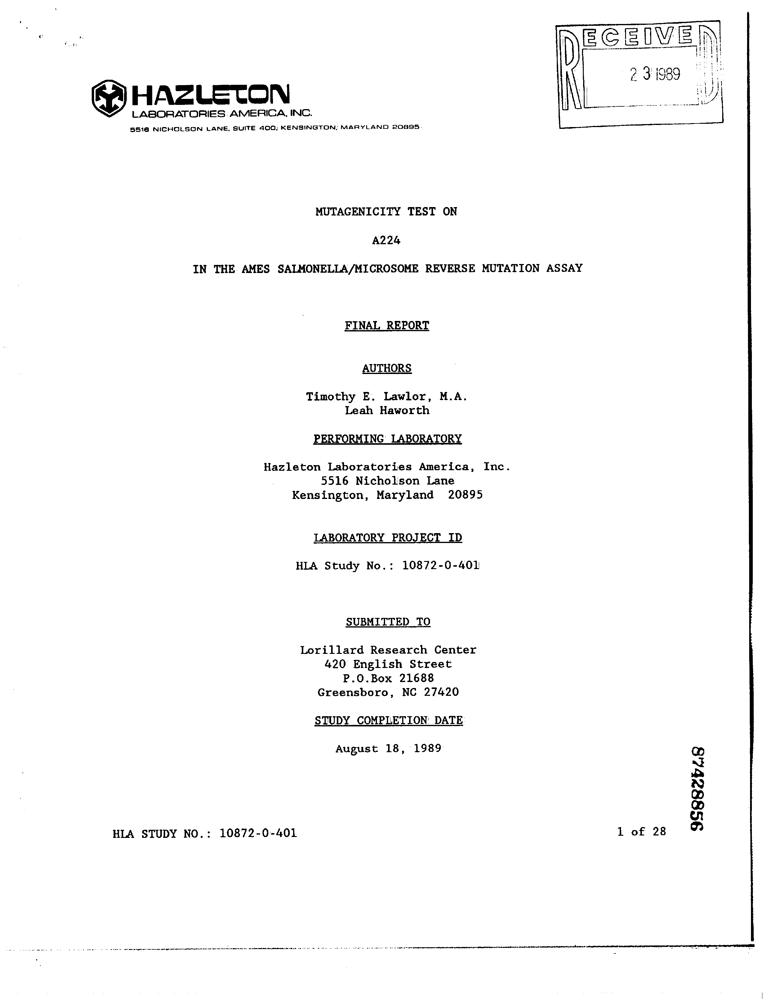 RECEIVED
23 1989
HAZLETON
LABORATORIES AMERICA, INC.
5516 NICHOLSON LANE, SUITE 400, KENSINGTON, MARYLAND 20895
MUTAGENICITY TEST ON
A224
IN THE AMES SALMONELLA/MICROSOME REVERSE MUTATION ASSAY
FINAL REPORT
AUTHORS
Timothy E. Lawlor, M.A.
Leah Haworth
PERFORMING LABORATORY
Hazleton Laboratories America, Inc.
5516 Nicholson Lane
Kensington, Maryland 20895
LABORATORY PROJECT ID
HLA Study No.: 10872-0-401
SUBMITTED TO
Lorillard Research Center
420 English Street
P.O.Box 21688
Greensboro, NC 27420
STUDY COMPLETION DATE
August 18, 1989
87428856
HLA STUDY NO.: 10872-0-401
1 of 28